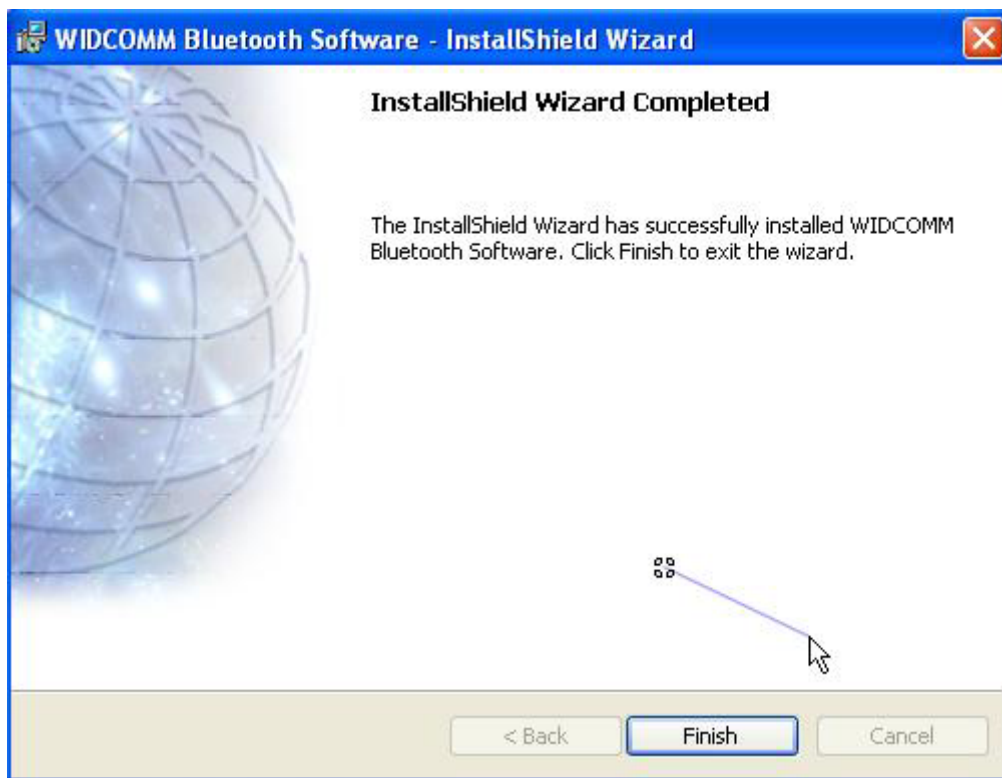 WIDCOMM Bluetooth Software - InstallShield Wizard
InstallShield Wizard Completed
The InstallShield Wizard has successfully installed WIDCOMM
Bluetooth Software. Click Finish to exit the wizard.
< Back Finish Cancel